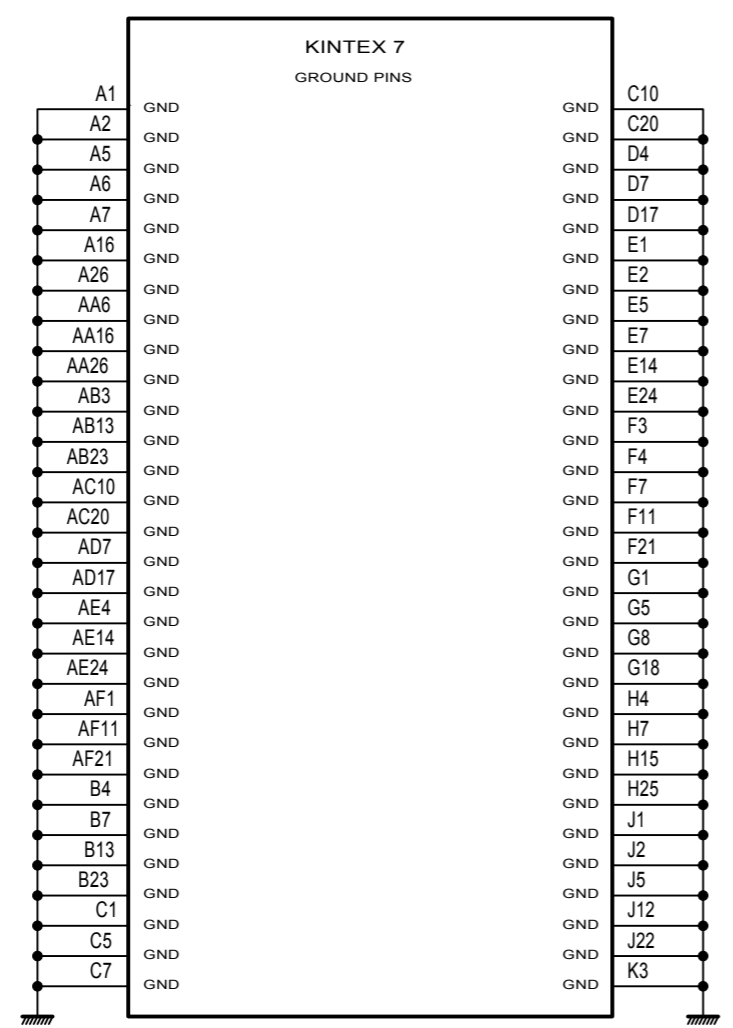 KINTEX 7
GROUND PINS
A1 GND GND C10
A2 GND GND C20
A5 GND GND D4
A6 GND GND D7
A7 GND GND D17
A16 GND GND E1
A26 GND GND E2
AA6 GND GND E5
AA16 GND GND E7
AA26 GND GND E14
AB3 GND GND E24
AB13 GND GND F3
AB23 GND GND F4
AC10 GND GND F7
AC20 GND GND F11
AD7 GND GND F21
AD17 GND GND G1
AE4 GND GND G5
AE14 GND GND G8
AE24 GND GND G18
AF1 GND GND H4
AF11 GND GND H7
AF21 GND GND H15
B4 GND GND H25
B7 GND GND J1
B13 GND GND J2
B23 GND GND J5
C1 GND GND J12
C5 GND GND J22
C7 GND GND K3